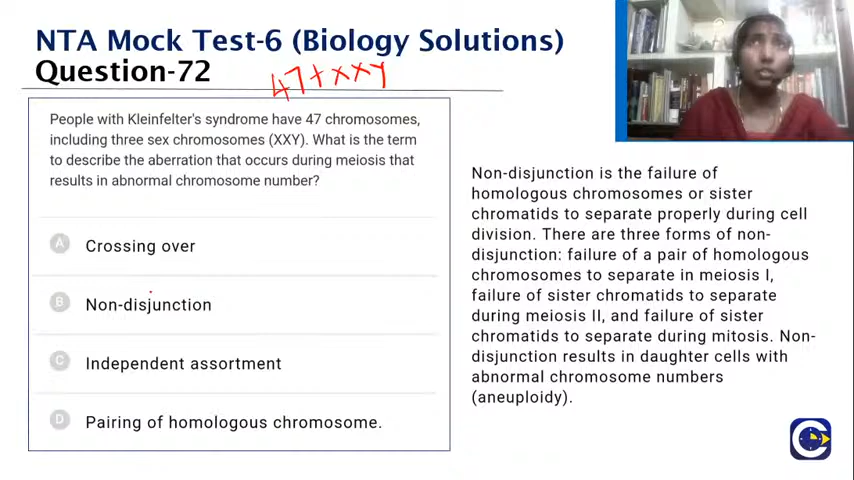 NTA Mock Test-6 (Biology Solutions)
Question-72
47+xxy
People with Kleinfelter's syndrome have 47 chromosomes,
including three sex chromosomes (XXY). What is the term
to describe the aberration that occurs during meiosis that
results in abnormal chromosome number?
A Crossing over
B Non-disjunction
C Independent assortment
D Pairing of homologous chromosome.
Non-disjunction is the failure of
homologous chromosomes or sister
chromatids to separate properly during cell
division. There are three forms of non-
disjunction: failure of a pair of homologous
chromosomes to separate in meiosis I,
failure of sister chromatids to separate
during meiosis II, and failure of sister
chromatids to separate during mitosis. Non-
disjunction results in daughter cells with
abnormal chromosome numbers
(aneuploidy).